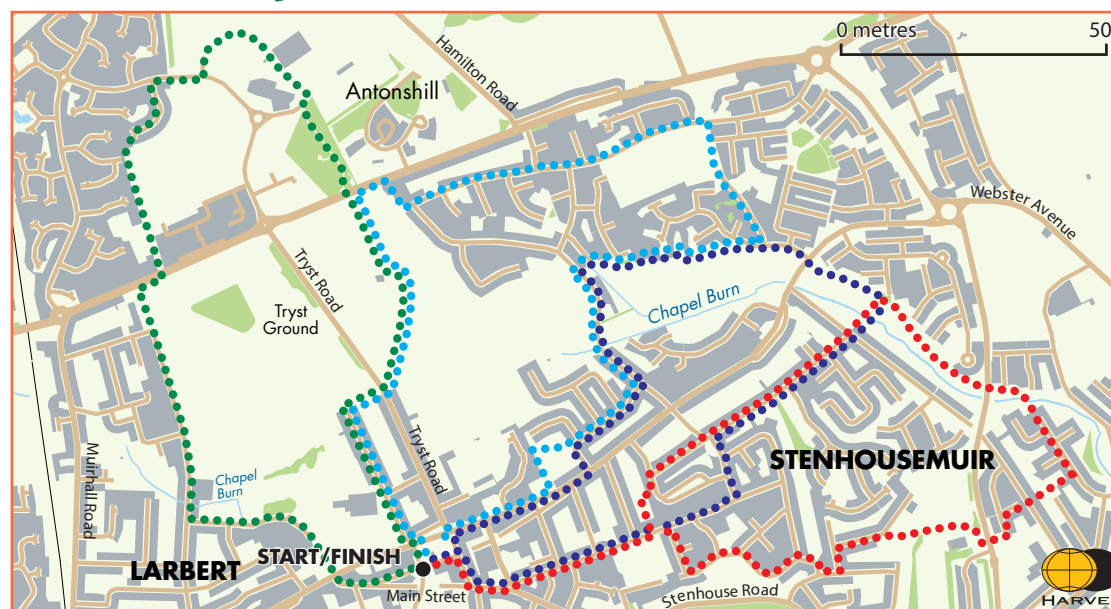 0 metres 50
Hamilton Road
Antonshill
Webster Avenue
Tryst Road
Tryst
Ground
Chapel Burn
Tryst Road
Muirhall Road
STENHOUSEMUIR
Chapel
Burn
START/FINISH
LARBERT
Main Street
Stenhouse Road
HARVE